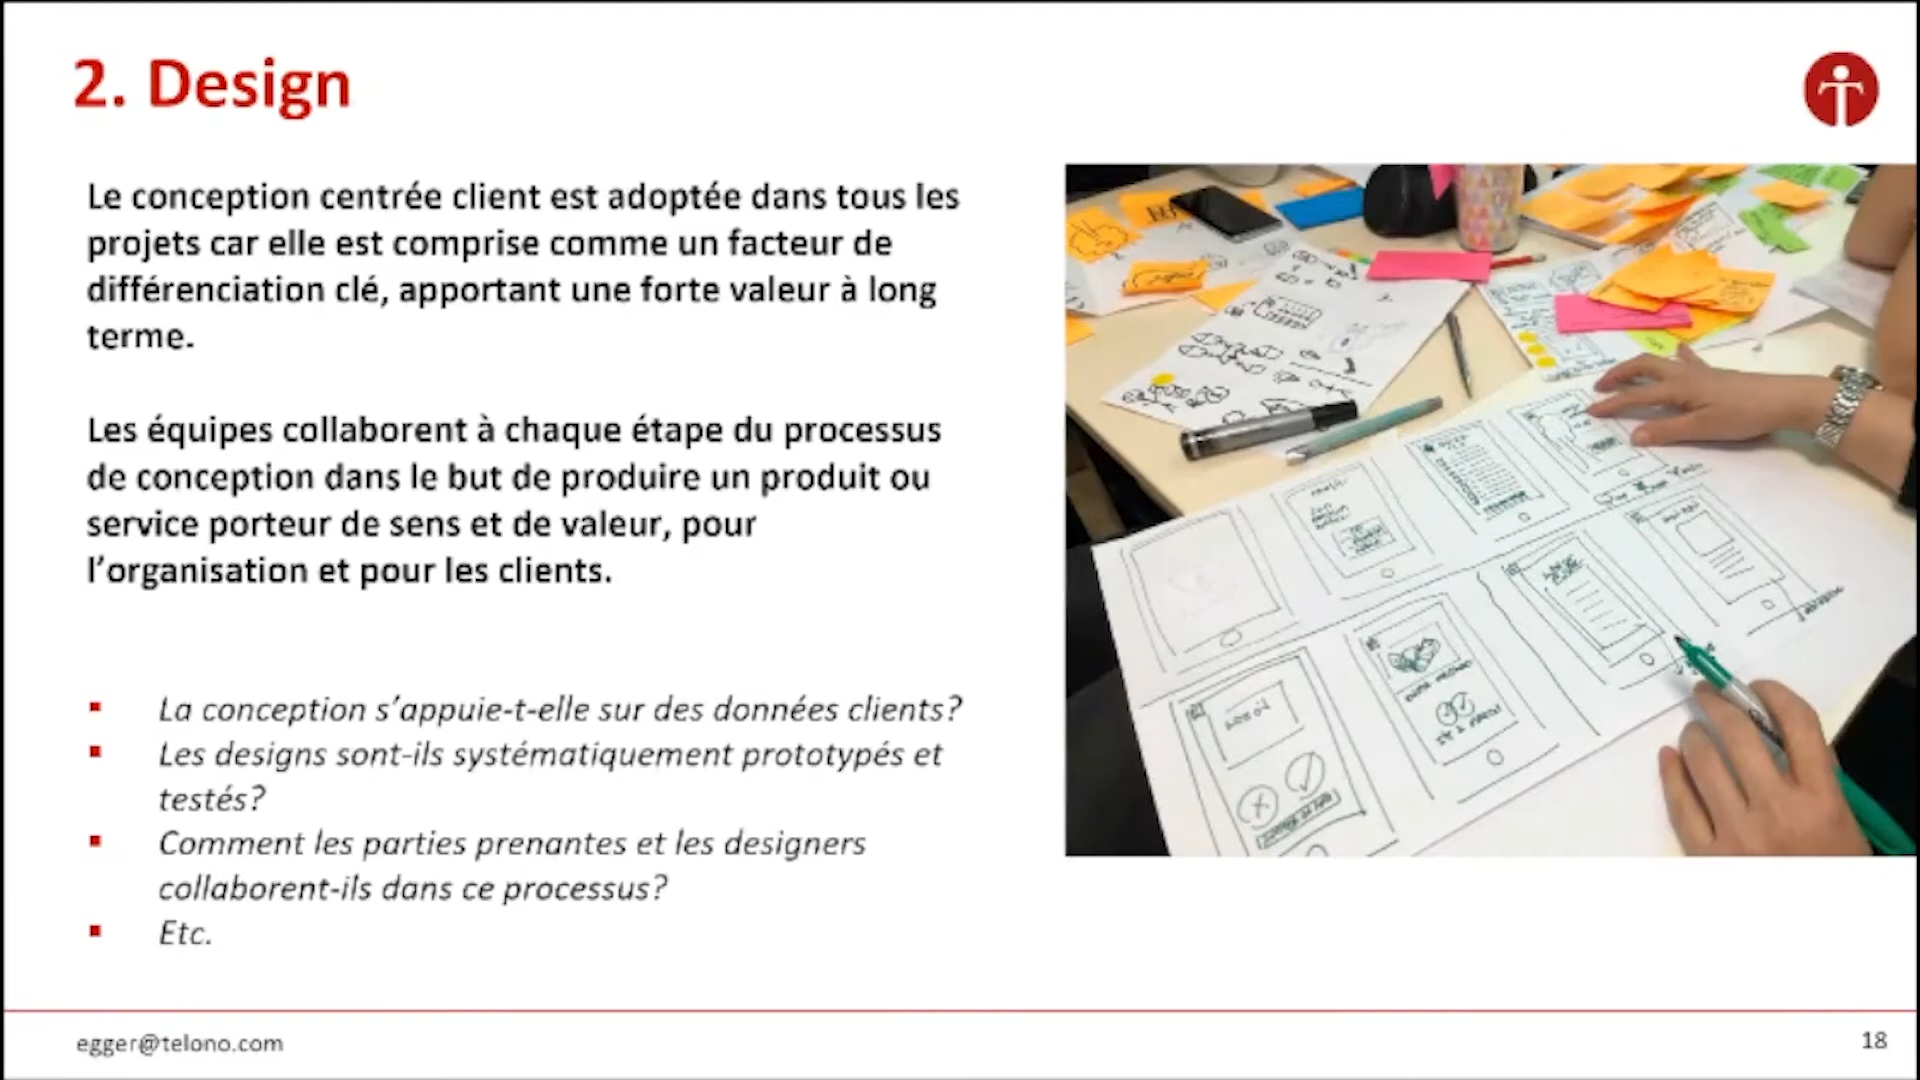 2. Design
Le conception centrée client est adoptée dans tous les
projets car elle est comprise comme un facteur de
différenciation clé, apportant une forte valeur à long
terme.
Les équipes collaborent à chaque étape du processus
de conception dans le but de produire un produit ou
service porteur de sens et de valeur, pour
l’organisation et pour les clients.
La conception s’appuie-t-elle sur des données clients?
Les designs sont-ils systématiquement prototypés et
testés?
Comment les parties prenantes et les designers
collaborent-ils dans ce processus?
Etc.
egger@telono.com
18